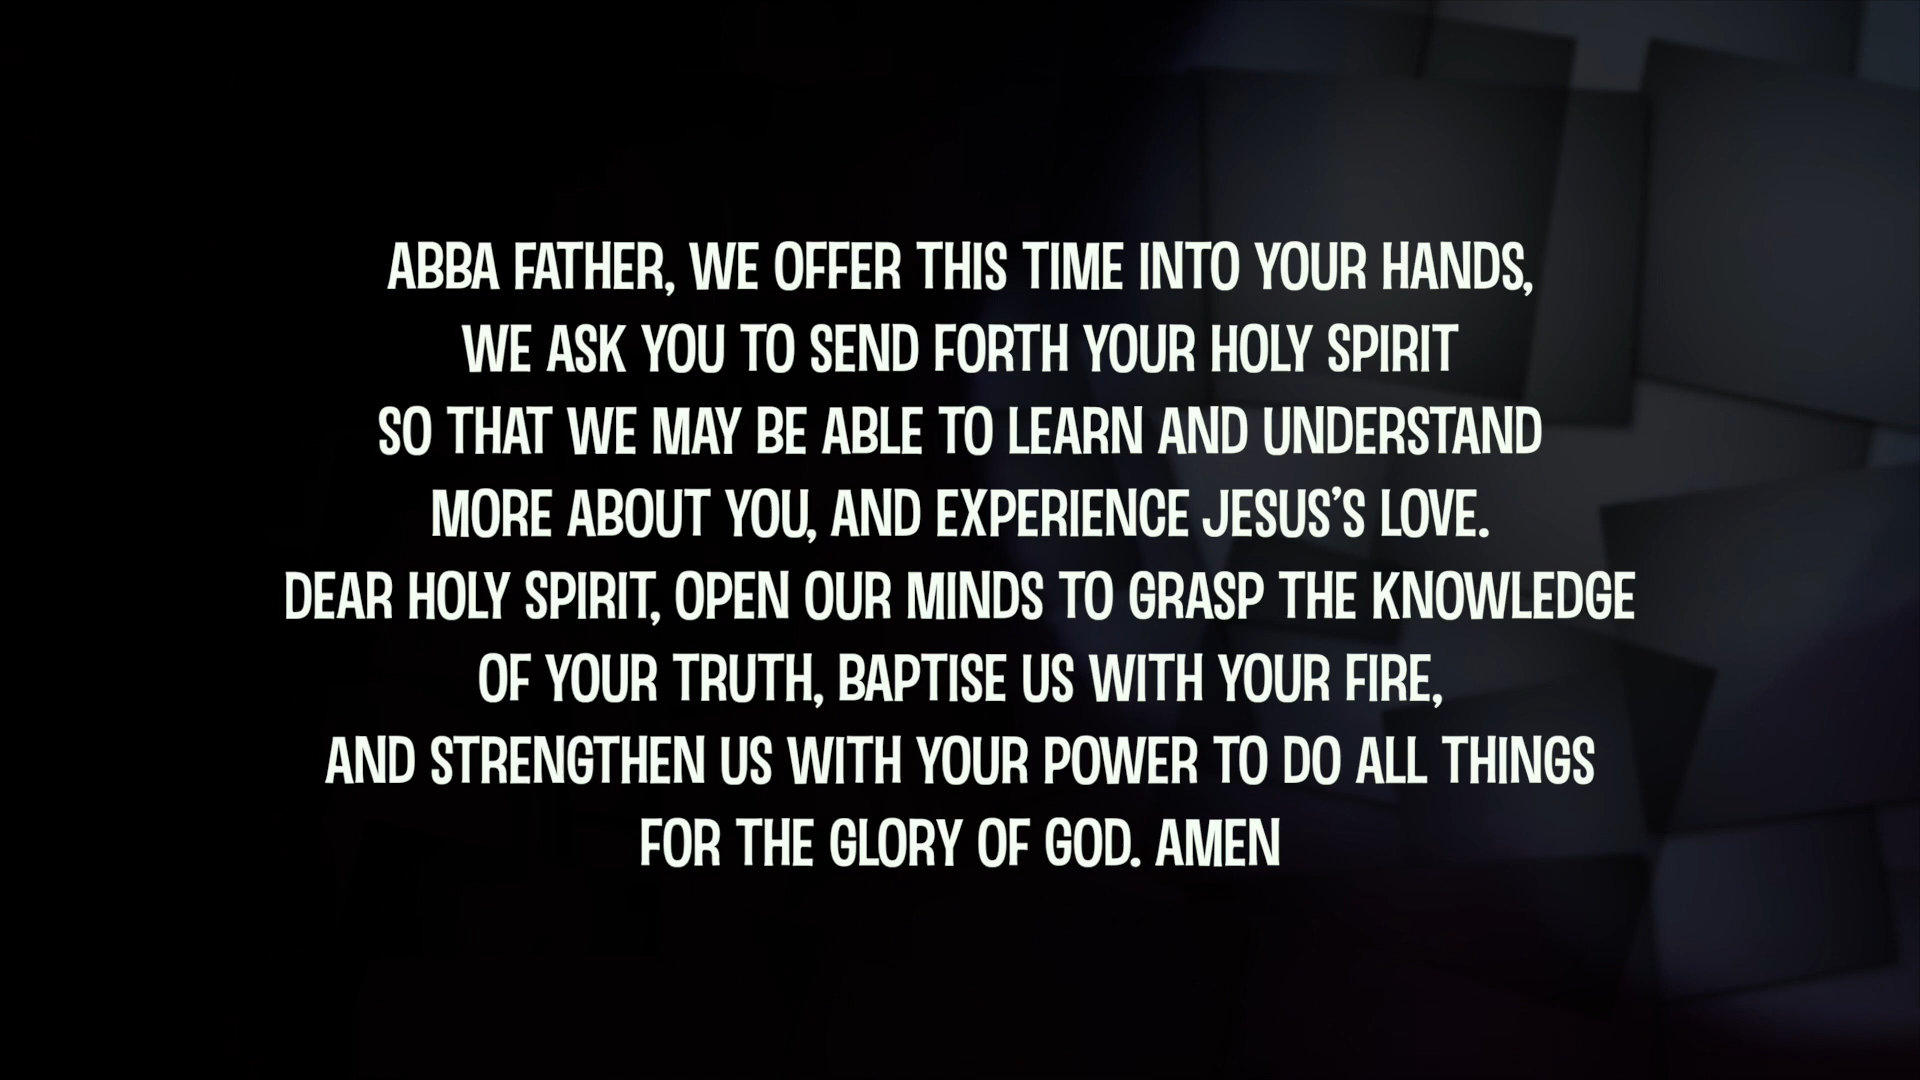 ABBA FATHER, WE OFFER THIS TIME INTO YOUR HANDS,
WE ASK YOU TO SEND FORTH YOUR HOLY SPIRIT
SO THAT WE MAY BE ABLE TO LEARN AND UNDERSTAND
MORE ABOUT YOU, AND EXPERIENCE JESUS’S LOVE.
DEAR HOLY SPIRIT, OPEN OUR MINDS TO GRASP THE KNOWLEDGE
OF YOUR TRUTH, BAPTISE US WITH YOUR FIRE,
AND STRENGTHEN US WITH YOUR POWER TO DO ALL THINGS
FOR THE GLORY OF GOD. AMEN